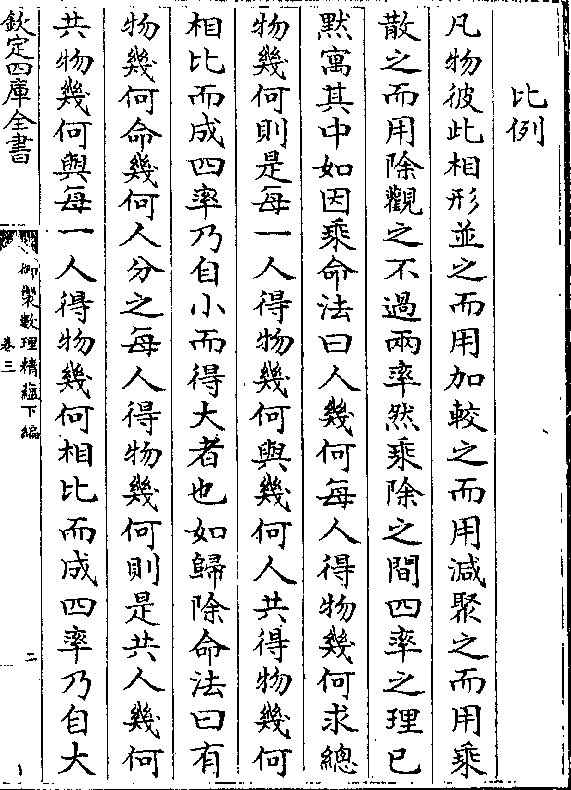 比例
凡物彼此相形並之而用加較之而用減聚之而用乘
散之而用除觀之不過兩率然乘除之間四率之理已
黙寓其中如因乘命法曰人幾何每人得物幾何求總
物幾何則是每一人得物幾何與幾何人共得物幾何
相比而成四率乃自小而得大者也如歸除命法曰有
物幾何命幾何人分之每人得物幾何則是共人幾何
共物幾何與每一人得物幾何相比而成四率乃自大
欽定四庫全書
御製數理精蘊下編
卷三
二